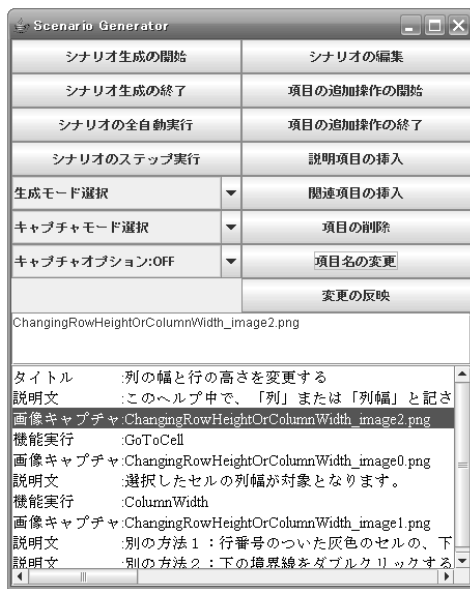 Scenario Generator
シナリオ生成の開始
シナリオの編集
シナリオ生成の終了
項目の追加操作の開始
シナリオの全自動実行
項目の追加操作の終了
シナリオのステップ実行
説明項目の挿入
生成モード選択
関連項目の挿入
キャプチャモード選択
項目の削除
キャプチャオプション:OFF
項目名の変更
変更の反映
ChangingRowHeightOrColumnWidth_image2.png
タイトル :列の幅と行の高さを変更する
説明文 :このヘルプ中で、「列」または「列幅」と記さ
画像キャプチャ:ChangingRowHeightOrColumnWidth_image2.png
機能実行 :GoToCell
画像キャプチャ:ChangingRowHeightOrColumnWidth_image0.png
説明文 :選択したセルの列幅が対象となります。
機能実行 :ColumnWidth
画像キャプチャ:ChangingRowHeightOrColumnWidth_image1.png
説明文 :別の方法１：行番号のついた灰色のセルの、下
説明文 :別の方法２：下の境界線をダブルクリックする